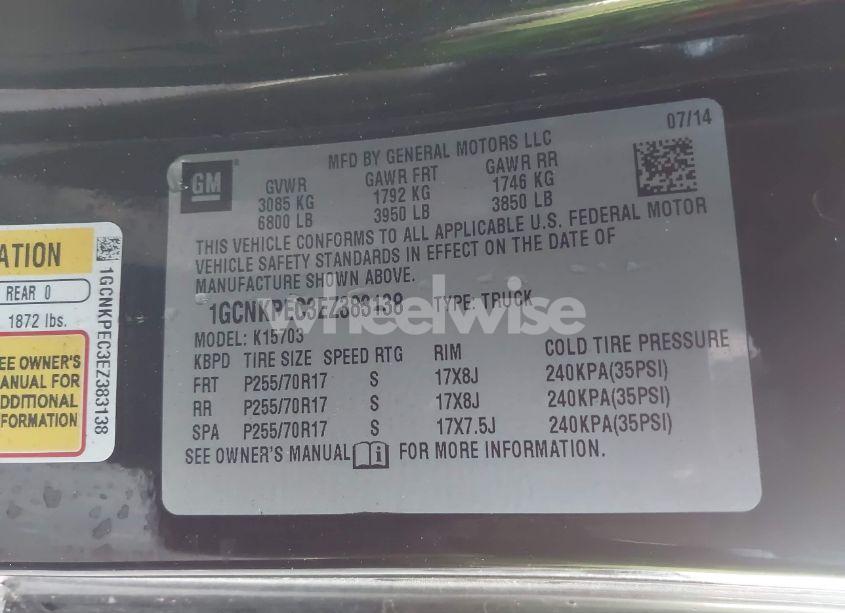 07/14
MFD BY GENERAL MOTORS LLC
GM
GVWR GAWR FRT GAWR RR
3085 KG 1792 KG 1746 KG
6800 LB 3950 LB 3850 LB
THIS VEHICLE CONFORMS TO ALL APPLICABLE U.S. FEDERAL MOTOR
VEHICLE SAFETY STANDARDS IN EFFECT ON THE DATE OF
MANUFACTURE SHOWN ABOVE.
1GCNKPEC3EZ383138 TYPE: TRUCK
MODEL: K15703
KBPD TIRE SIZE SPEED RTG RIM COLD TIRE PRESSURE
FRT P255/70R17 S 17X8J 240KPA(35PSI)
RR P255/70R17 S 17X8J 240KPA(35PSI)
SPA P255/70R17 S 17X7.5J 240KPA(35PSI)
SEE OWNER'S MANUAL i FOR MORE INFORMATION.
ATION
REAR 0
1872 lbs.
EE OWNER'S
MANUAL FOR
DDITIONAL
FORMATION
1GCNKPEC3EZ383138
wheelwise